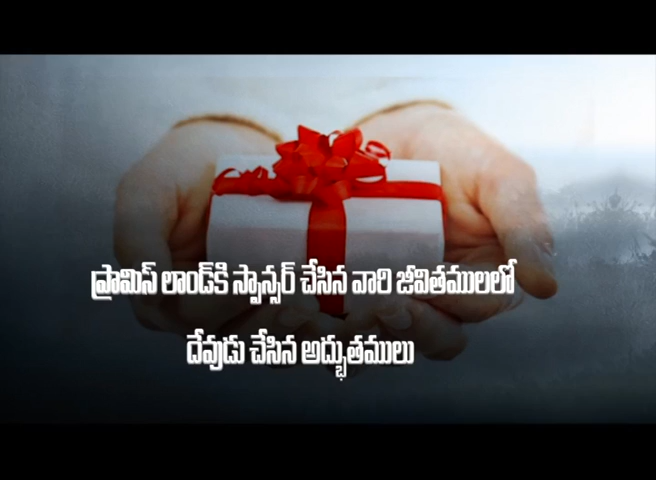 ప్రామిస్ లాండ్‌కి స్పాన్సర్ చేసిన వారి జీవితములలో
దేవుడు చేసిన అద్భుతములు